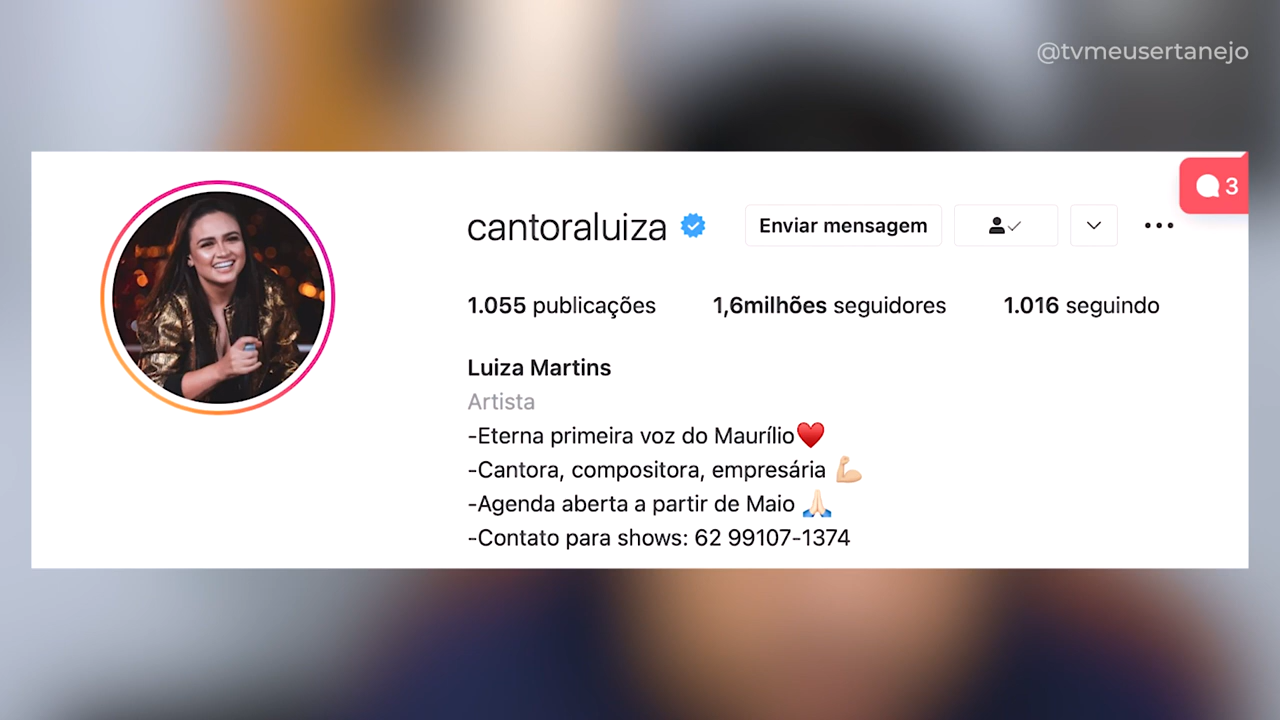 @tvmeusertanejo
3
cantoraluiza
Enviar mensagem
1.055 publicações 1,6milhões seguidores 1.016 seguindo
Luiza Martins
Artista
-Eterna primeira voz do Maurílio❤️
-Cantora, compositora, empresária 💪🏻
-Agenda aberta a partir de Maio 🙏🏻
-Contato para shows: 62 99107-1374